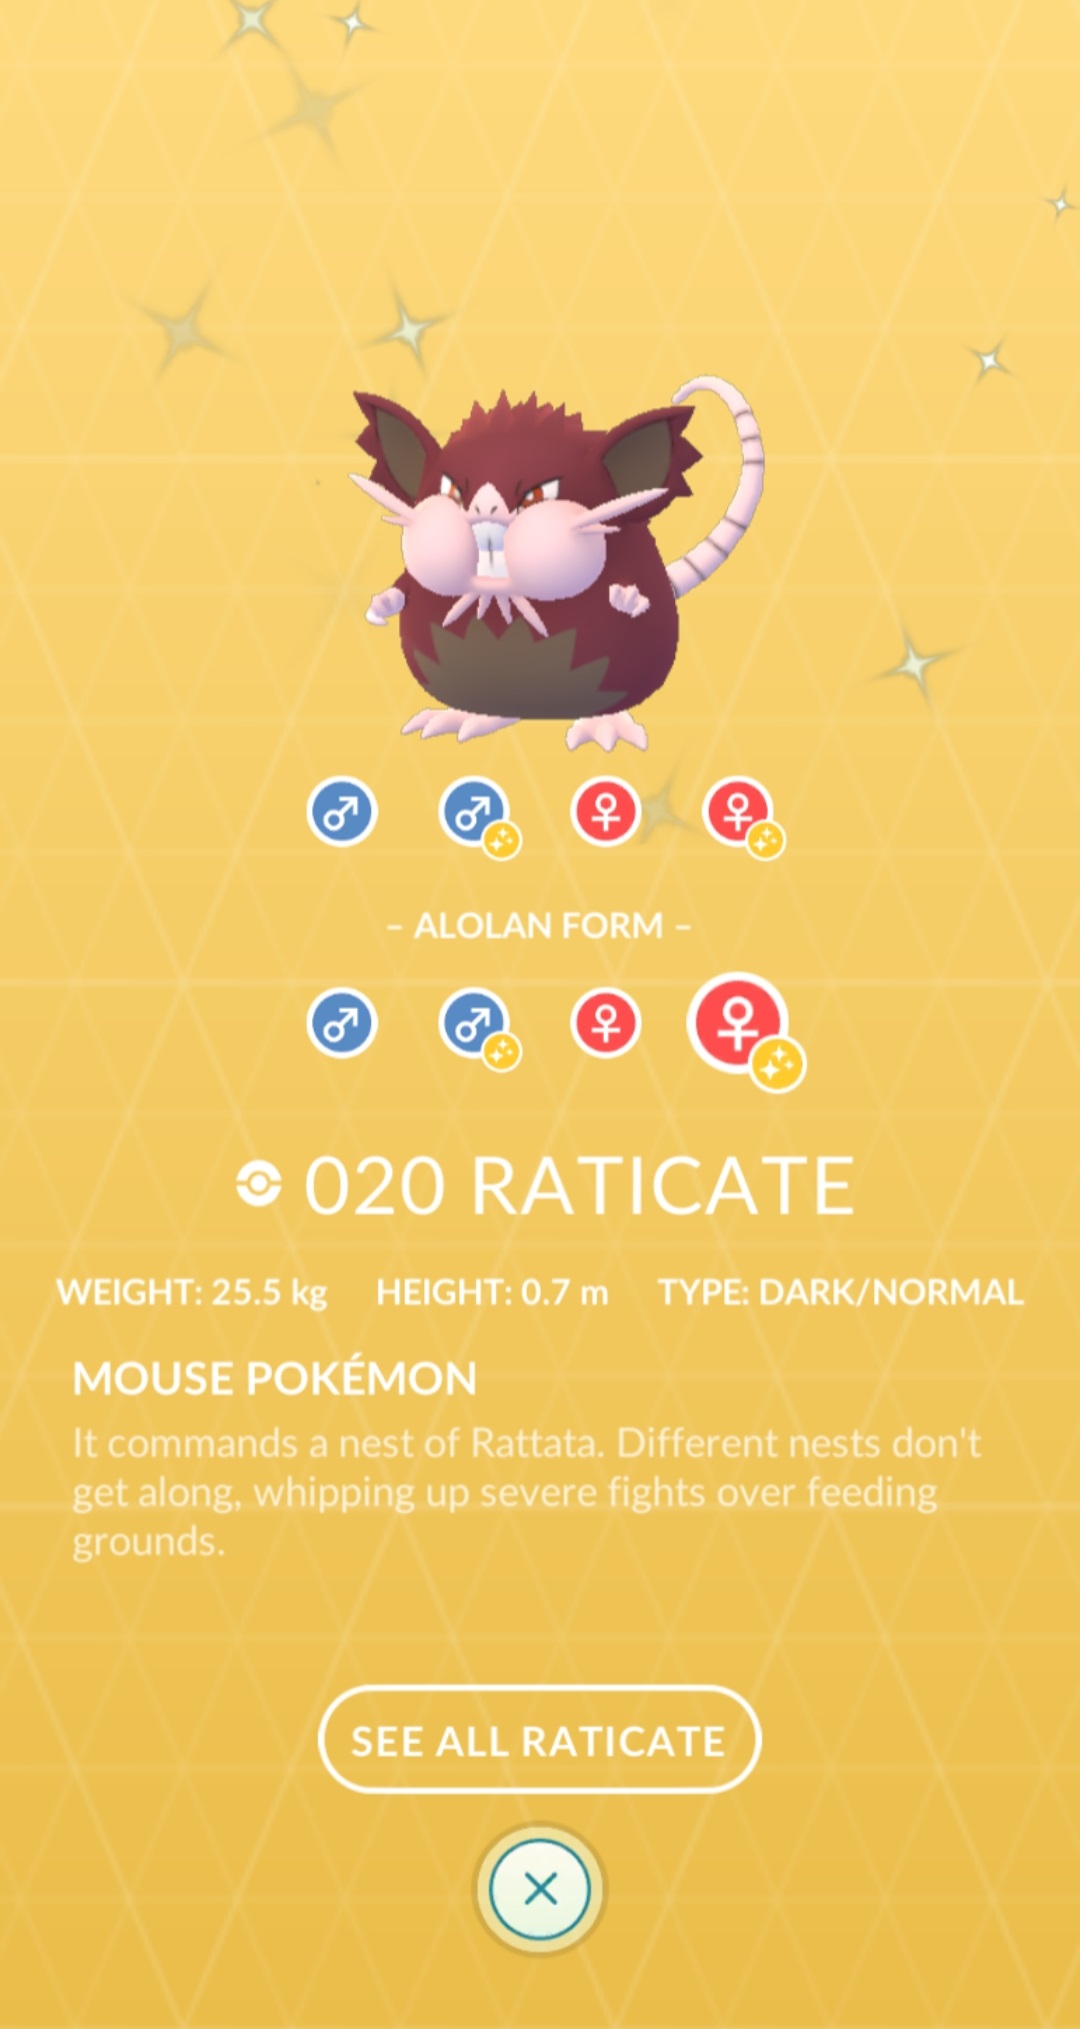 – ALOLAN FORM –
020 RATICATE
WEIGHT: 25.5 kg HEIGHT: 0.7 m TYPE: DARK/NORMAL
MOUSE POKÉMON
It commands a nest of Rattata. Different nests don't
get along, whipping up severe fights over feeding
grounds.
SEE ALL RATICATE